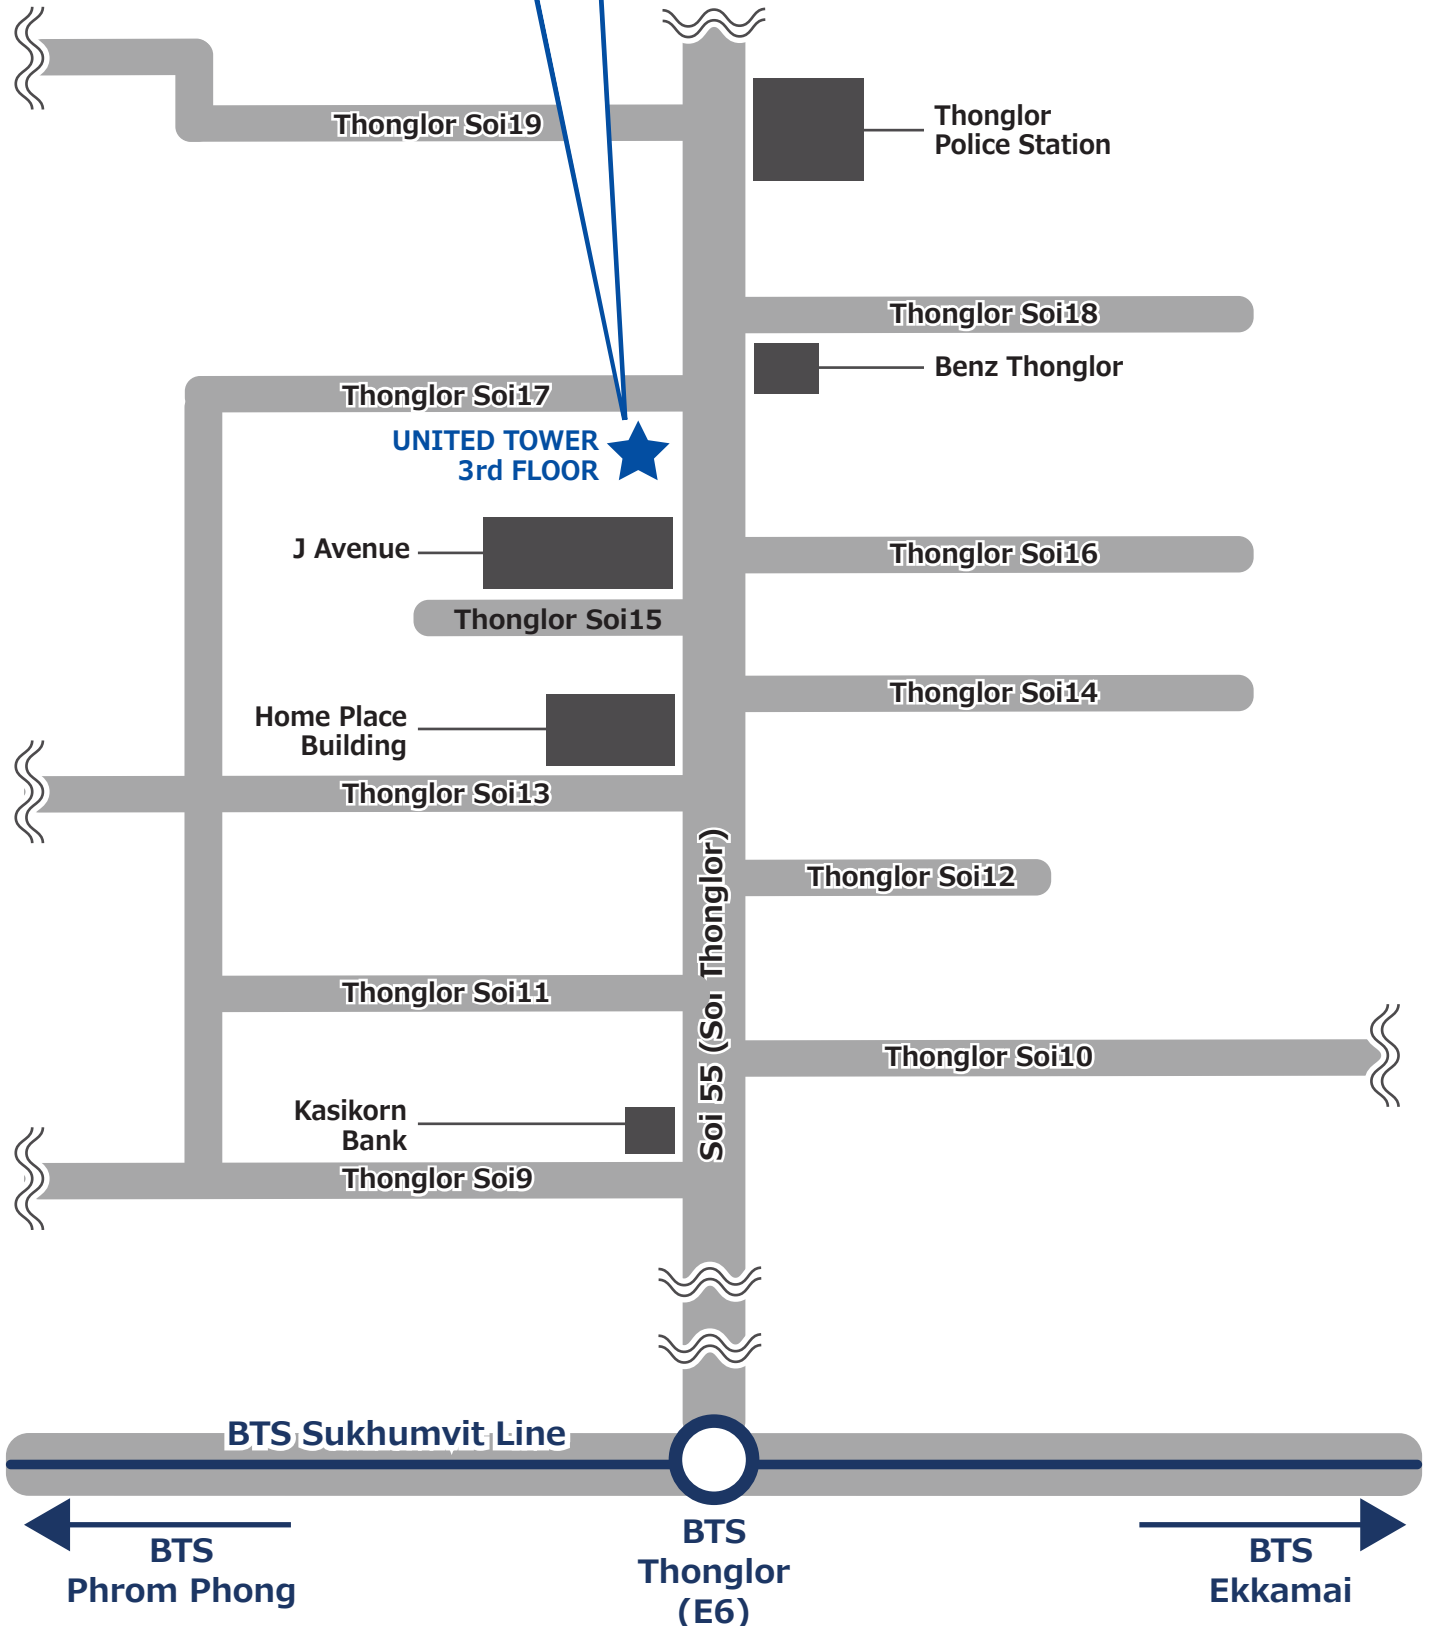 Thonglor Soi19
Thonglor
Police Station
Thonglor Soi18
Benz Thonglor
Thonglor Soi17
UNITED TOWER
3rd FLOOR
J Avenue
Thonglor Soi16
Thonglor Soi15
Thonglor Soi14
Home Place
Building
Thonglor Soi13
Soi 55 (Soi Thonglor)
Thonglor Soi12
Thonglor Soi11
Thonglor Soi10
Kasikorn
Bank
Thonglor Soi9
BTS Sukhumvit Line
BTS
Phrom Phong
BTS
Thonglor
(E6)
BTS
Ekkamai